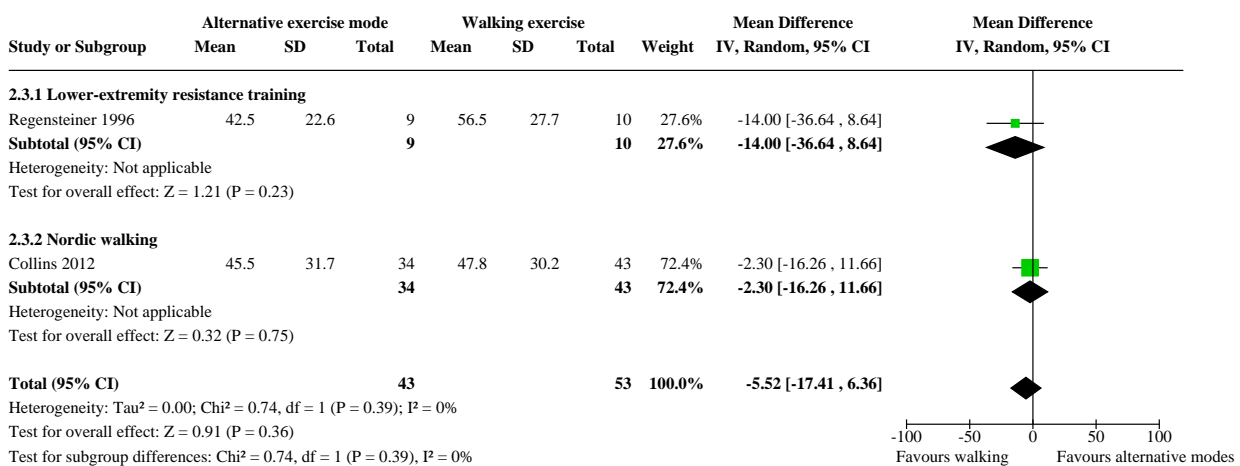 Alternative exercise mode Walking exercise Mean Difference Mean Difference
Study or Subgroup Mean SD Total Mean SD Total Weight IV, Random, 95% CI IV, Random, 95% CI
2.3.1 Lower-extremity resistance training
Regensteiner 1996 42.5 22.6 9 56.5 27.7 10 27.6% -14.00 [-36.64 , 8.64]
Subtotal (95% CI) 9 10 27.6% -14.00 [-36.64 , 8.64]
Heterogeneity: Not applicable
Test for overall effect: Z = 1.21 (P = 0.23)
2.3.2 Nordic walking
Collins 2012 45.5 31.7 34 47.8 30.2 43 72.4% -2.30 [-16.26 , 11.66]
Subtotal (95% CI) 34 43 72.4% -2.30 [-16.26 , 11.66]
Heterogeneity: Not applicable
Test for overall effect: Z = 0.32 (P = 0.75)
Total (95% CI) 43 53 100.0% -5.52 [-17.41 , 6.36]
Heterogeneity: Tau² = 0.00; Chi² = 0.74, df = 1 (P = 0.39); I² = 0%
Test for overall effect: Z = 0.91 (P = 0.36)
-100 -50 0 50 100
Test for subgroup differences: Chi² = 0.74, df = 1 (P = 0.39), I² = 0% Favours walking Favours alternative modes